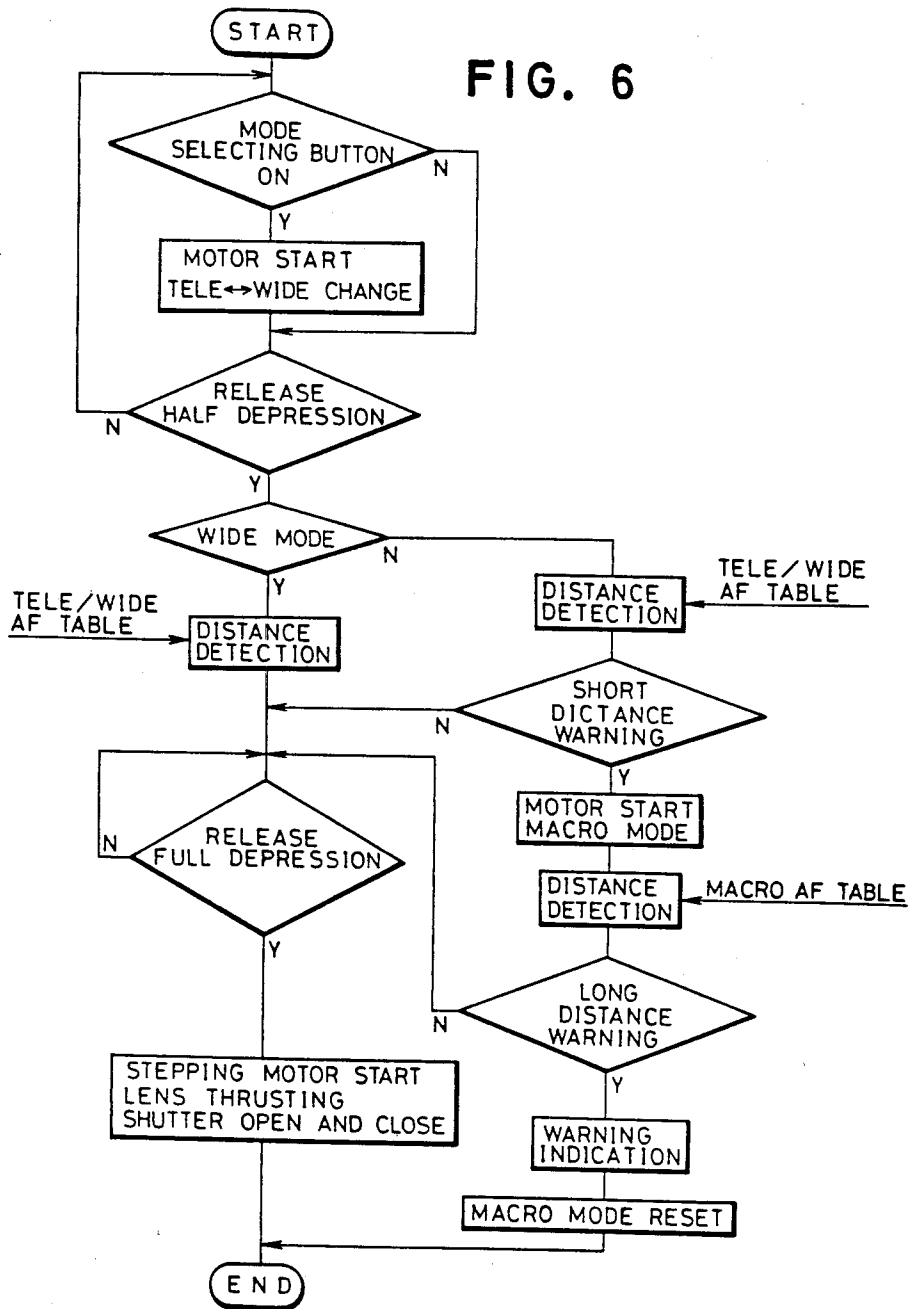 START
FIG. 6
MODE
SELECTING BUTTON
ON
N
Y
MOTOR START
TELE↔WIDE CHANGE
RELEASE
HALF DEPRESSION
N
Y
WIDE MODE
N
Y
TELE/WIDE
AF TABLE
DISTANCE
DETECTION
DISTANCE
DETECTION
TELE/WIDE
AF TABLE
SHORT
DICTANCE
WARNING
N
Y
MOTOR START
MACRO MODE
RELEASE
FULL DEPRESSION
N
Y
DISTANCE
DETECTION
MACRO AF TABLE
LONG
DISTANCE
WARNING
N
Y
STEPPING MOTOR START
LENS THRUSTING
SHUTTER OPEN AND CLOSE
WARNING
INDICATION
MACRO MODE RESET
END